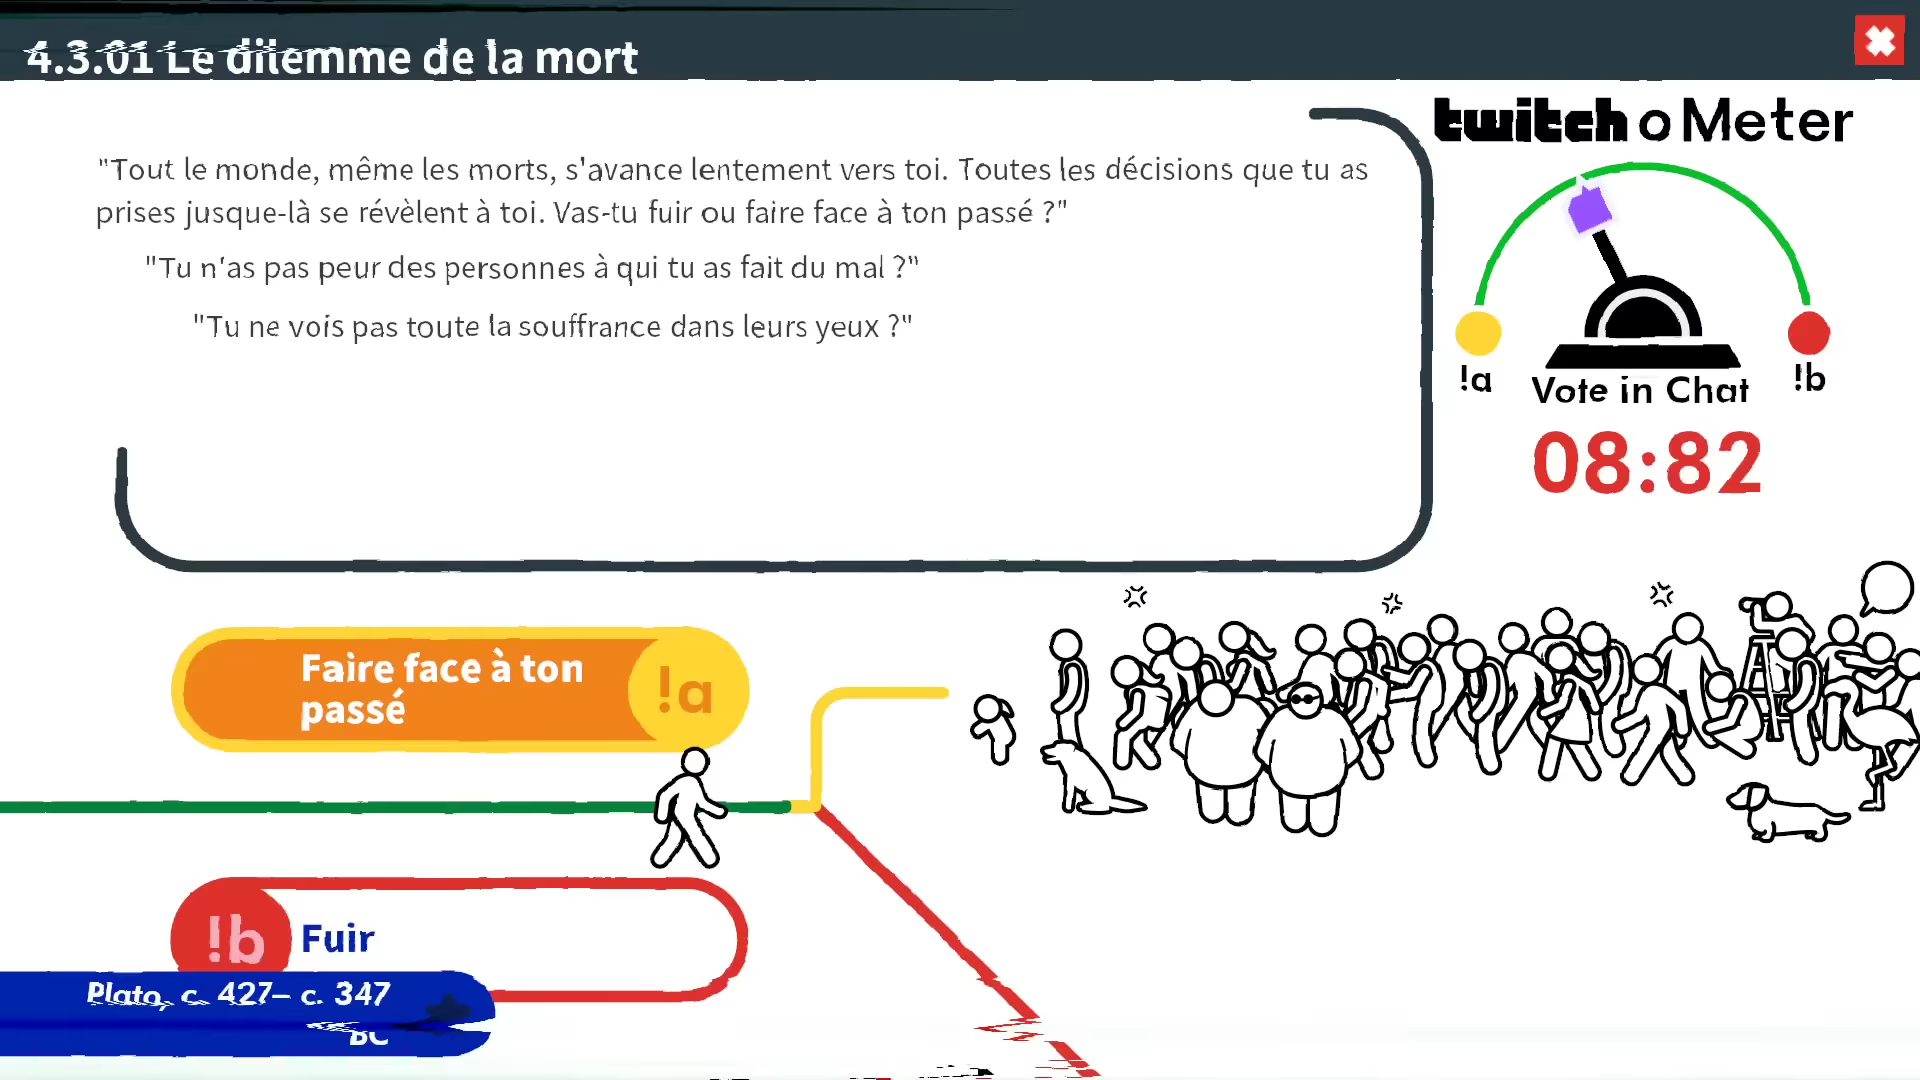 4.3.01 Le dilemme de la mort
"Tout le monde, même les morts, s'avance lentement vers toi. Toutes les décisions que tu as
prises jusque-là se révèlent à toi. Vas-tu fuir ou faire face à ton passé ?"
"Tu n'as pas peur des personnes à qui tu as fait du mal ?"
"Tu ne vois pas toute la souffrance dans leurs yeux ?"
twitch o Meter
!a
!b
Vote in Chat
08:82
Faire face à ton
passé
!a
!b
Fuir
Plato, c. 427– c. 347
BC